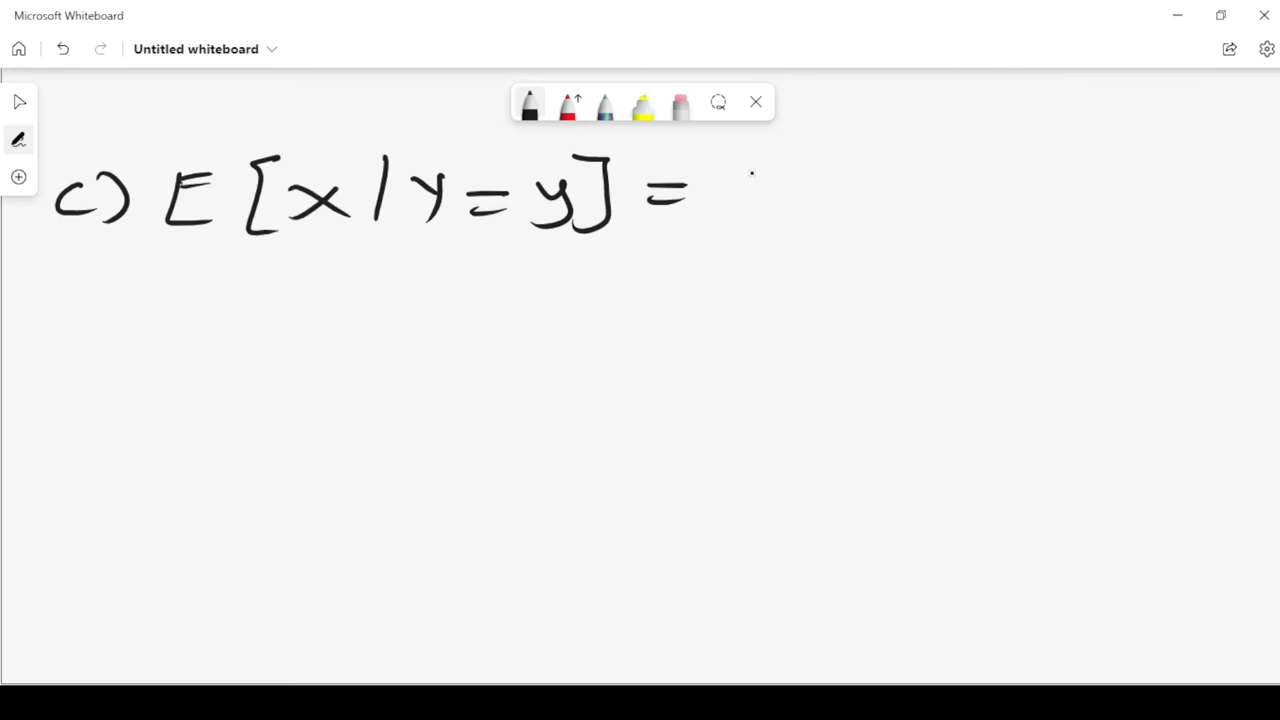 Microsoft Whiteboard
Untitled whiteboard
c) E [x | y = y] =